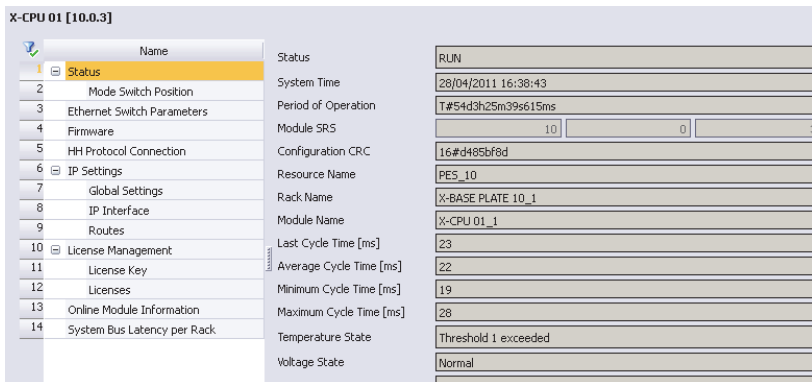 X-CPU 01 [10.0.3]
Name
1 Status
2 Mode Switch Position
3 Ethernet Switch Parameters
4 Firmware
5 HH Protocol Connection
6 IP Settings
7 Global Settings
8 IP Interface
9 Routes
10 License Management
11 License Key
12 Licenses
13 Online Module Information
14 System Bus Latency per Rack
Status RUN
System Time 28/04/2011 16:38:43
Period of Operation T#54d3h25m39s615ms
Module SRS 10 0
Configuration CRC 16#d485bf8d
Resource Name PES_10
Rack Name X-BASE PLATE 10_1
Module Name X-CPU 01_1
Last Cycle Time [ms] 23
Average Cycle Time [ms] 22
Minimum Cycle Time [ms] 19
Maximum Cycle Time [ms] 28
Temperature State Threshold 1 exceeded
Voltage State Normal